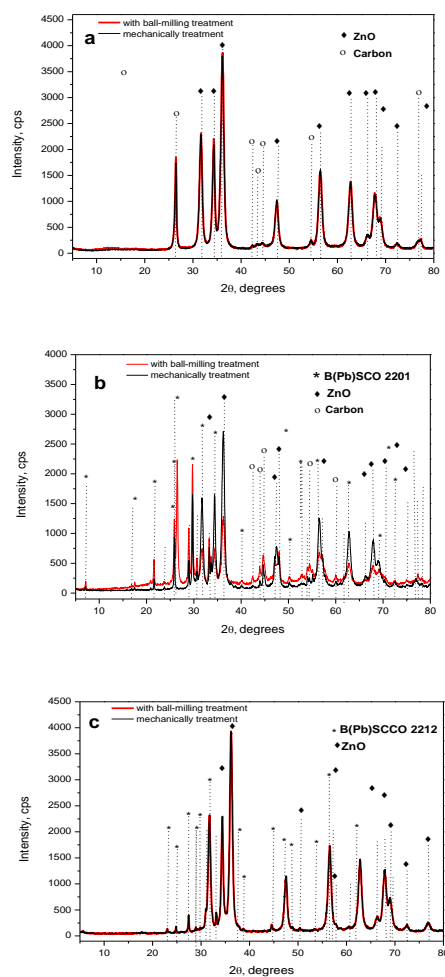 a
with ball-milling treatment
mechanically treatment
◆ ZnO
o Carbon
Intensity, cps
4500
4000
3500
3000
2500
2000
1500
1000
500
0
10 20 30 40 50 60 70 80
2θ, degrees
b
with ball-milling treatment
mechanically treatment
* B(Pb)SCO 2201
◆ ZnO
o Carbon
Intensity, cps
4000
3500
3000
2500
2000
1500
1000
500
0
10 20 30 40 50 60 70 80
2θ, degrees
c
with ball-milling treatment
mechanically treatment
* B(Pb)SCCO 2212
◆ ZnO
Intensity, cps
4500
4000
3500
3000
2500
2000
1500
1000
500
0
10 20 30 40 50 60 70 80
2θ, degrees